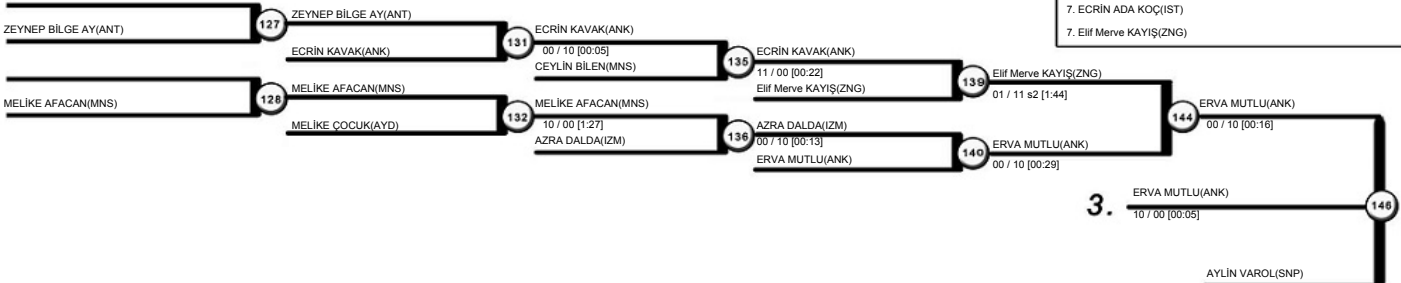 7. ECRİN ADA KOÇ(IST)
7. Elif Merve KAYIŞ(ZNG)
ZEYNEP BİLGE AY(ANT)
127
ZEYNEP BİLGE AY(ANT)
ECRİN KAVAK(ANK)
131
ECRİN KAVAK(ANK)
00 / 10 [00:05]
CEYLİN BİLEN(MNS)
135
ECRİN KAVAK(ANK)
11 / 00 [00:22]
Elif Merve KAYIŞ(ZNG)
139
Elif Merve KAYIŞ(ZNG)
01 / 11 s2 [1:44]
MELİKE AFACAN(MNS)
128
MELİKE AFACAN(MNS)
MELİKE ÇOCUK(AYD)
132
MELİKE AFACAN(MNS)
10 / 00 [1:27]
AZRA DALDA(IZM)
136
AZRA DALDA(IZM)
00 / 10 [00:13]
ERVA MUTLU(ANK)
140
ERVA MUTLU(ANK)
00 / 10 [00:29]
144
ERVA MUTLU(ANK)
00 / 10 [00:16]
3.
ERVA MUTLU(ANK)
10 / 00 [00:05]
146
AYLİN VAROL(SNP)